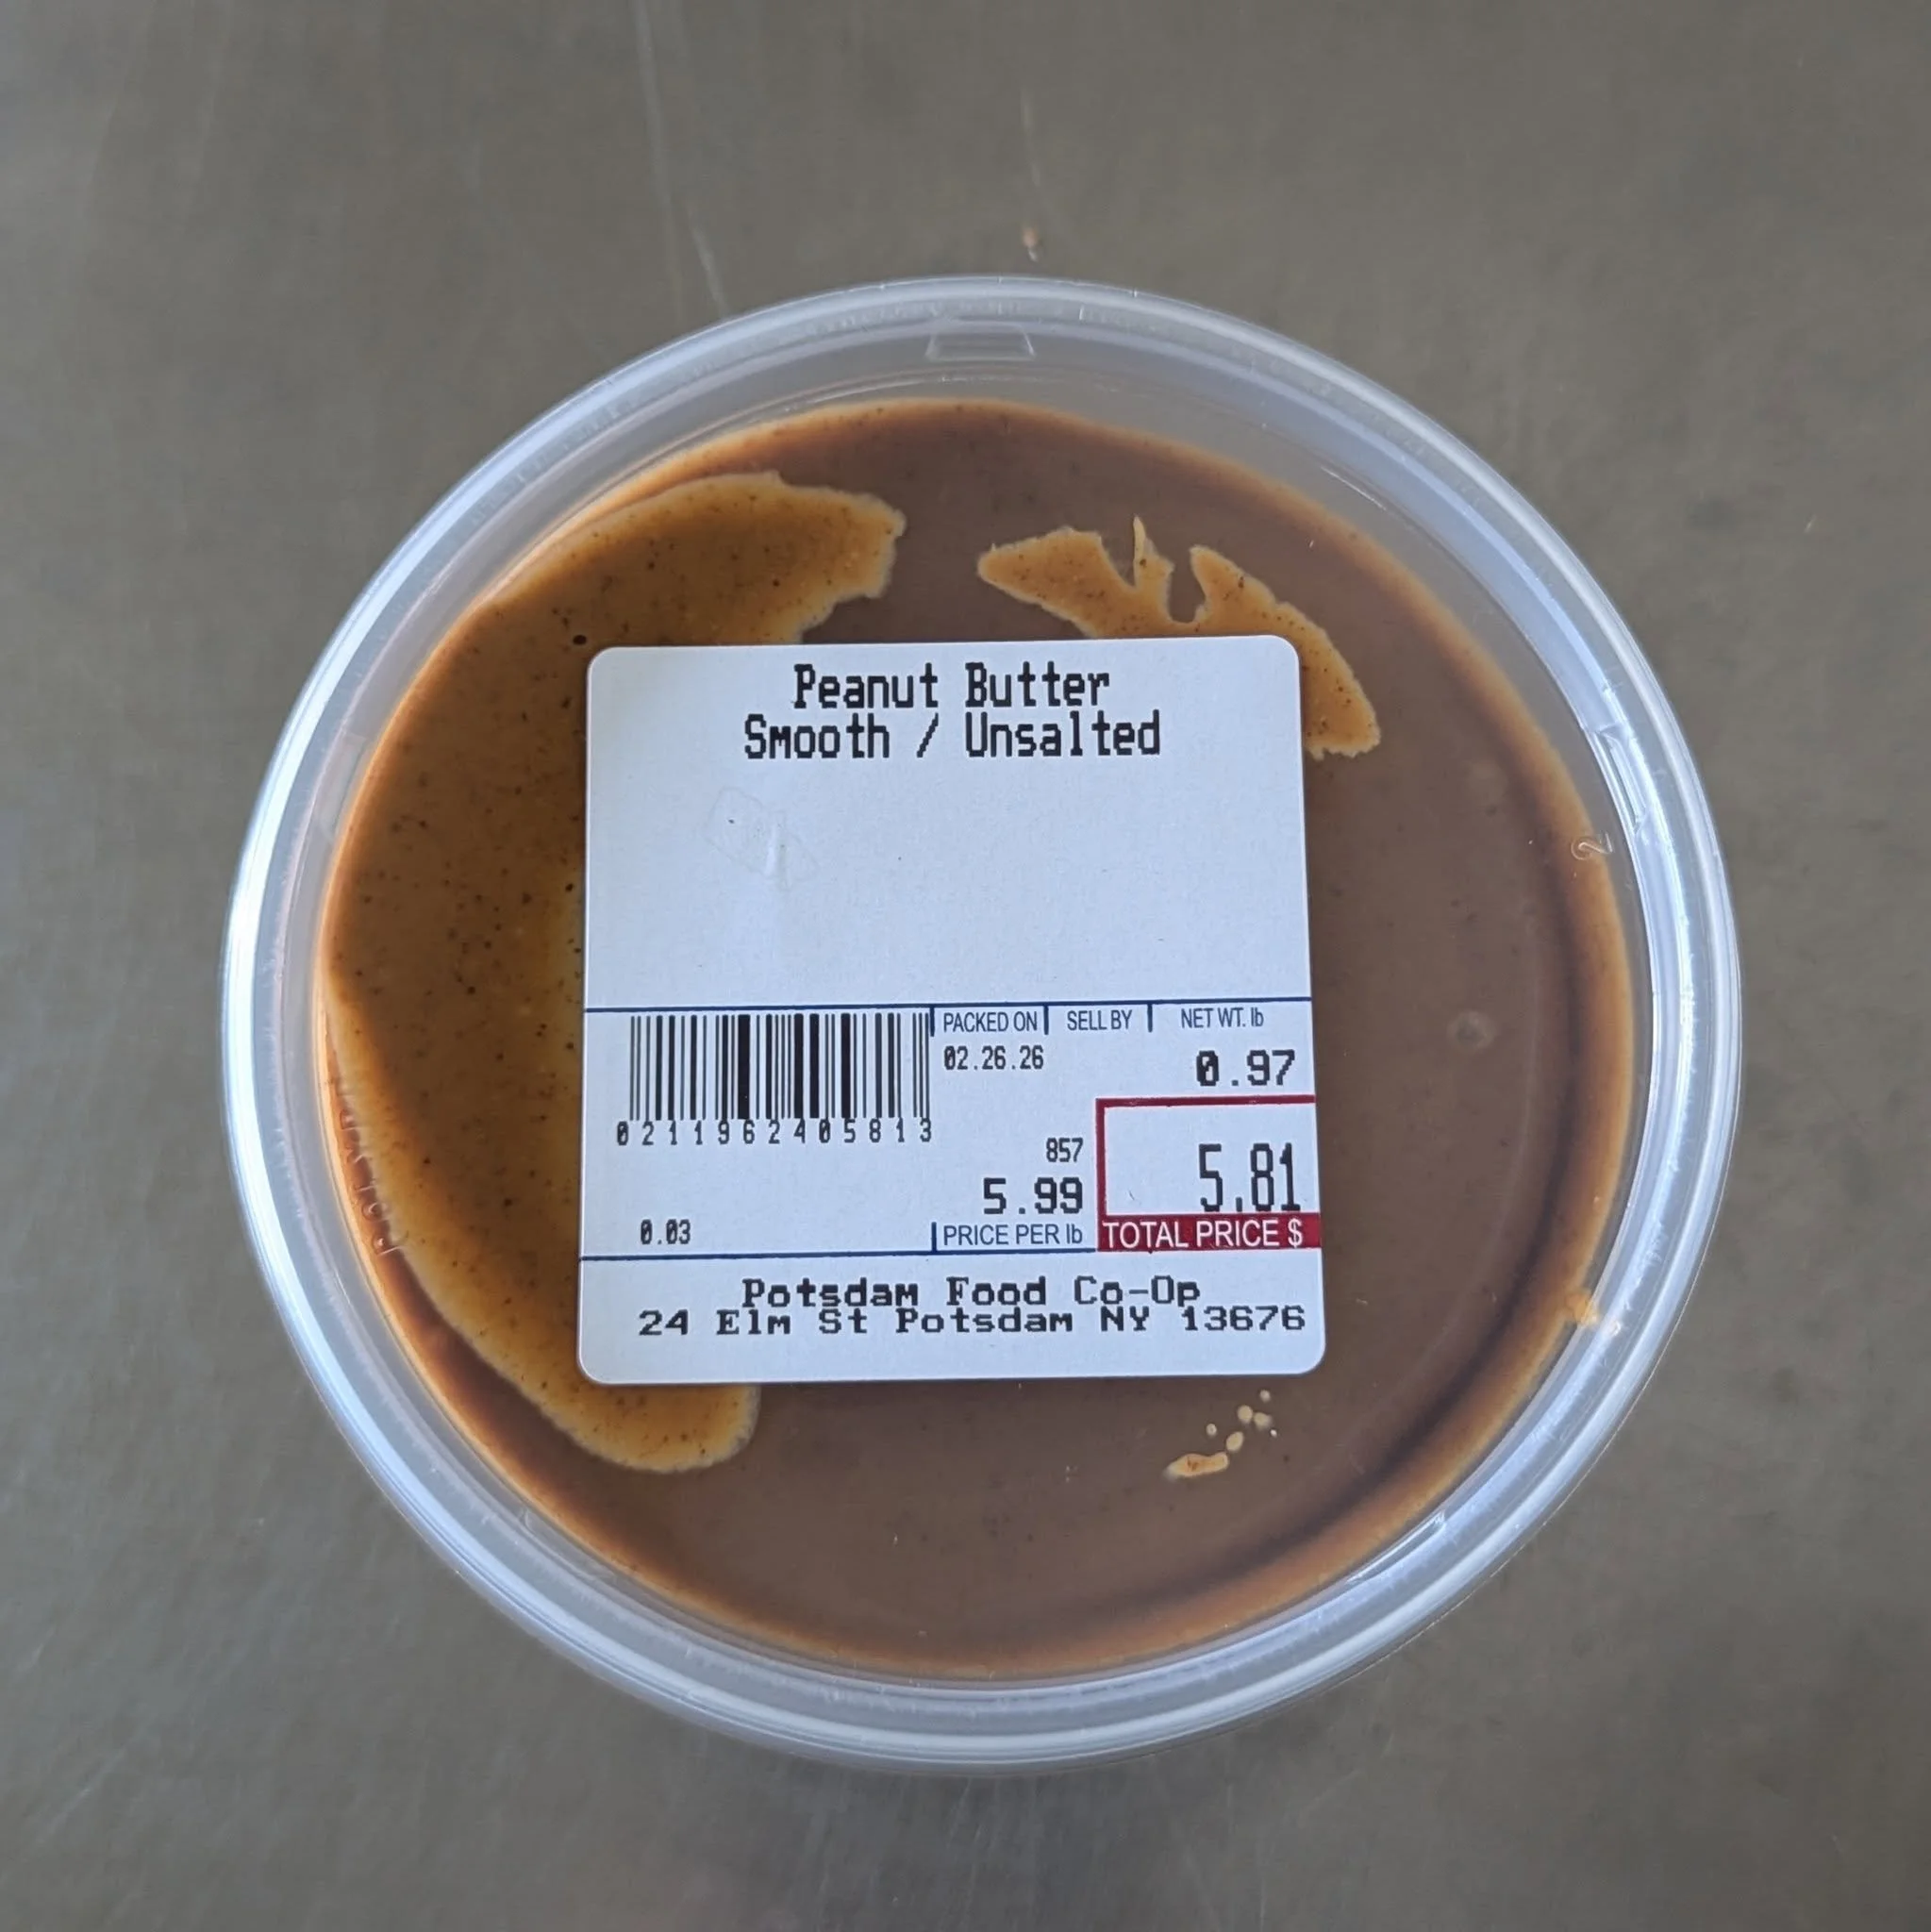 Peanut Butter
Smooth / Unsalted
PACKED ON SELL BY NET WT. lb
02.26.26 0.97
0211962405813
857
5.99 5.81
0.03 PRICE PER lb TOTAL PRICE $
Potsdam Food Co-Op
24 Elm St Potsdam NY 13676
2